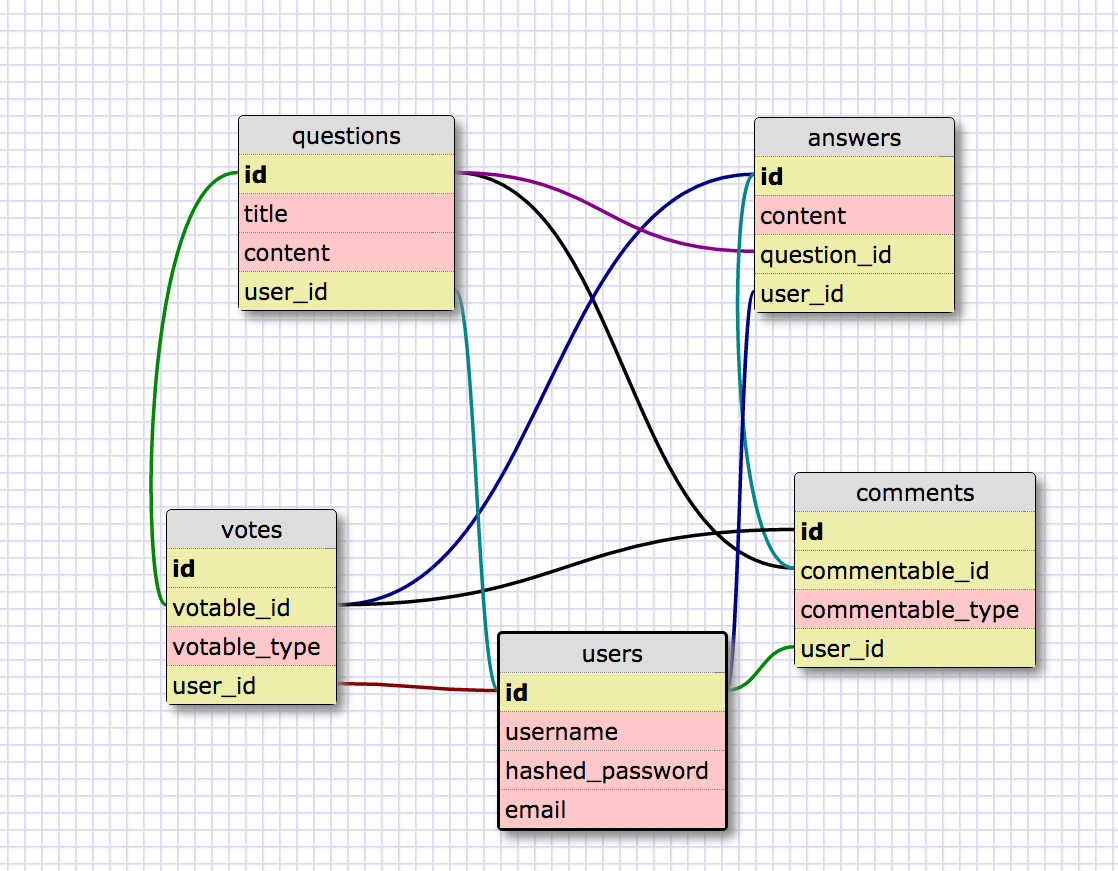 questions
id
title
content
user_id
answers
id
content
question_id
user_id
votes
id
votable_id
votable_type
user_id
users
id
username
hashed_password
email
comments
id
commentable_id
commentable_type
user_id